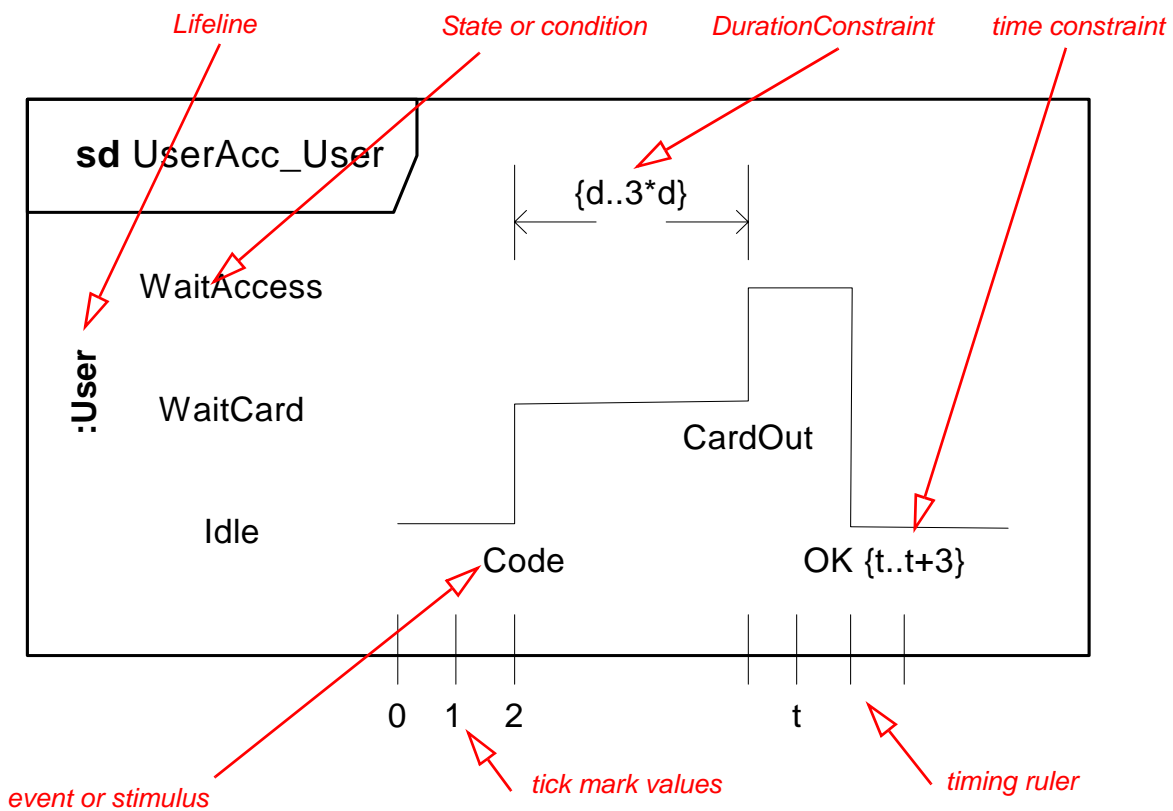 Lifeline State or condition DurationConstraint time constraint
sd UserAcc_User
{d..3*d}
WaitAccess
:User
WaitCard
CardOut
Idle
Code OK {t..t+3}
0 1 2 t
event or stimulus tick mark values timing ruler